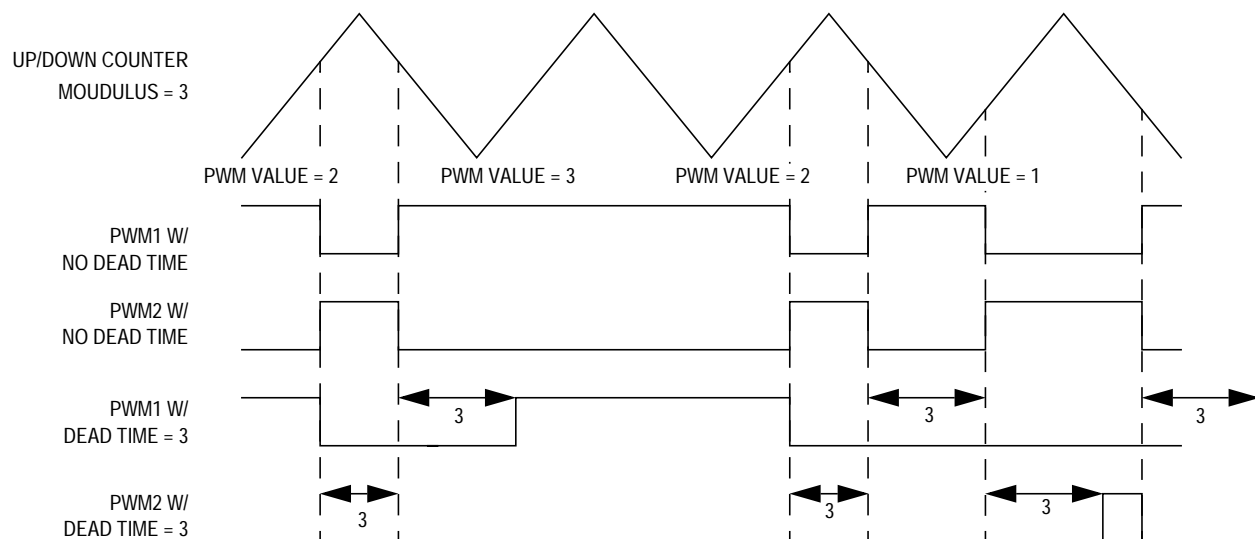 UP/DOWN COUNTER
MOUDULUS = 3
PWM VALUE = 2 PWM VALUE = 3 PWM VALUE = 2 PWM VALUE = 1
PWM1 W/
NO DEAD TIME
PWM2 W/
NO DEAD TIME
PWM1 W/
DEAD TIME = 3
3 3 3
PWM2 W/
DEAD TIME = 3
3 3 3